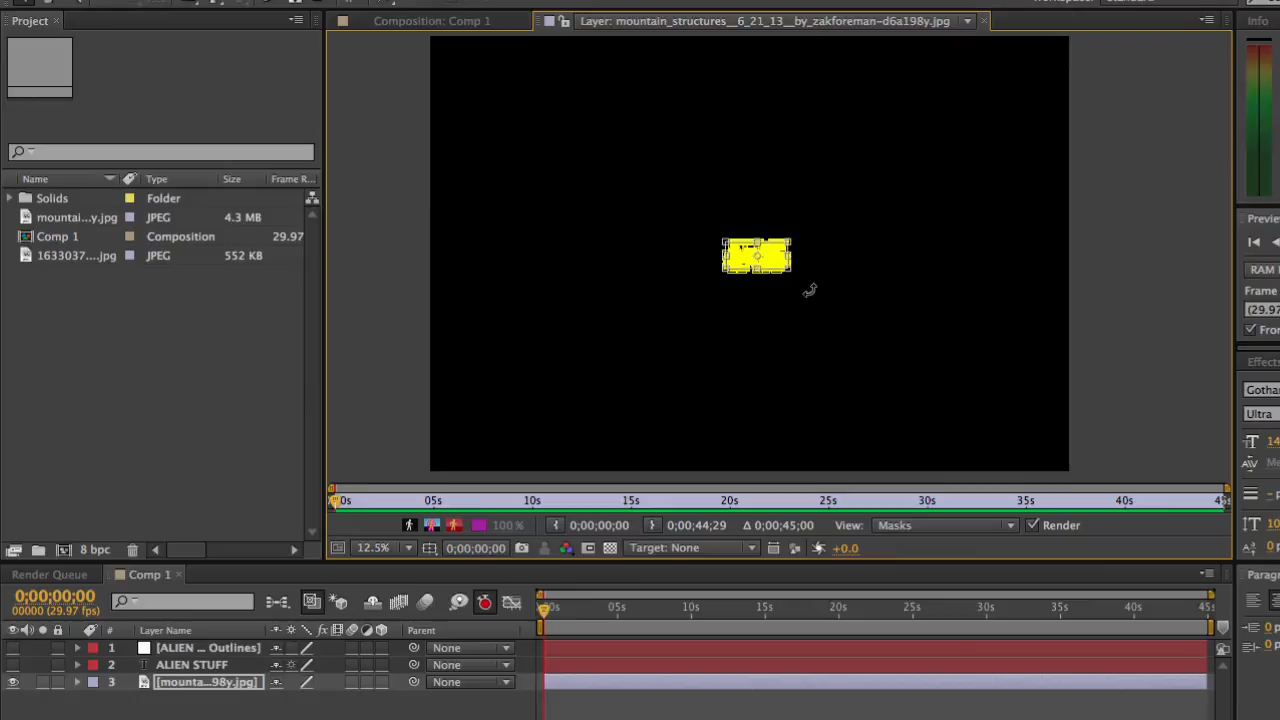 Project ×
Composition: Comp 1
Layer: mountain_structures__6_21_13__by_zakforeman-d6a198y.jpg ×
Info
Name Type Size Frame R...
Solids Folder
mountai...y.jpg JPEG 4.3 MB
Comp 1 Composition 29.97
1633037....jpg JPEG 552 KB
Preview
RAM
Frame
(29.97
Fro
Effects
Gotha
Ultra
05s 10s 15s 20s 25s 30s 35s 40s
100 % 0;00;00;00 0;00;44;29 Δ 0;00;45;00 View: Masks Render
8 bpc 12.5% 0;00;00;00 Target: None +0.0
Render Queue Comp 1 ×
Parag
0;00;00;00
00000 (29.97 fps)
05s 10s 15s 20s 25s 30s 35s 40s 45s
# Layer Name fx Parent
1 [ALIEN ... Outlines] None
2 T ALIEN STUFF None
3 [mounta...98y.jpg] None
0 p
0 p